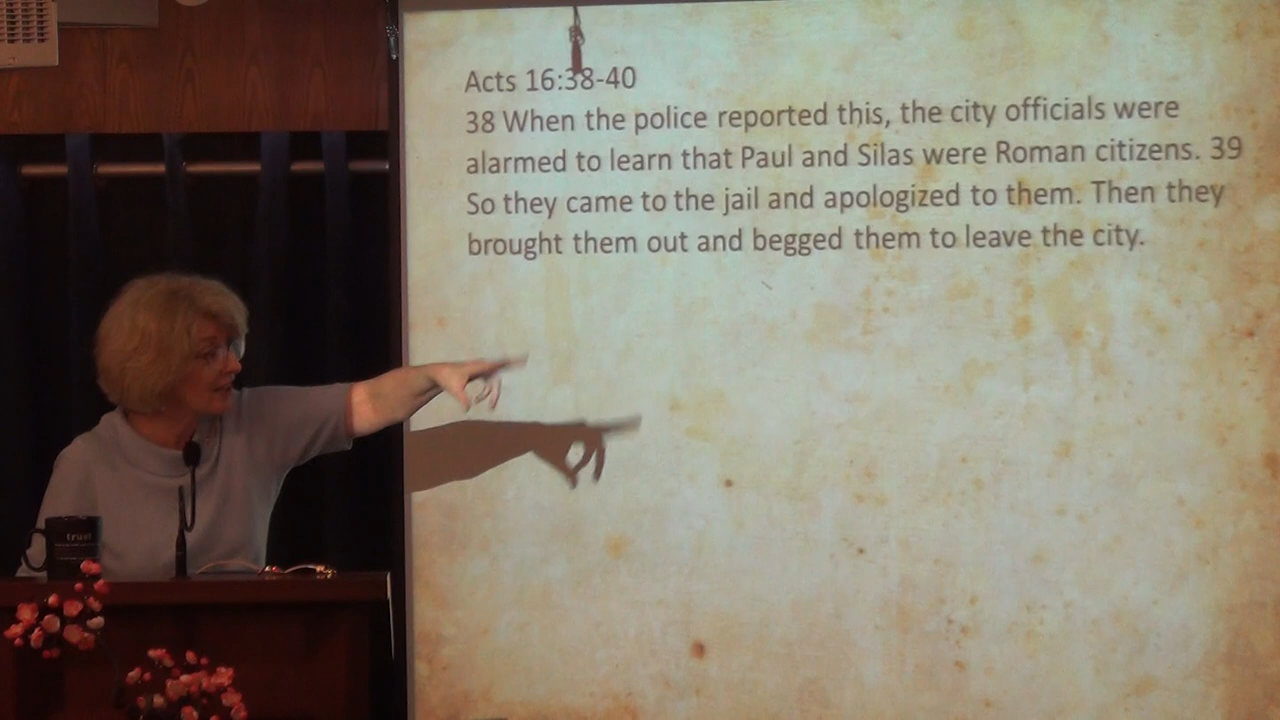 Acts 16:38-40
38 When the police reported this, the city officials were
alarmed to learn that Paul and Silas were Roman citizens. 39
So they came to the jail and apologized to them. Then they
brought them out and begged them to leave the city.
trust